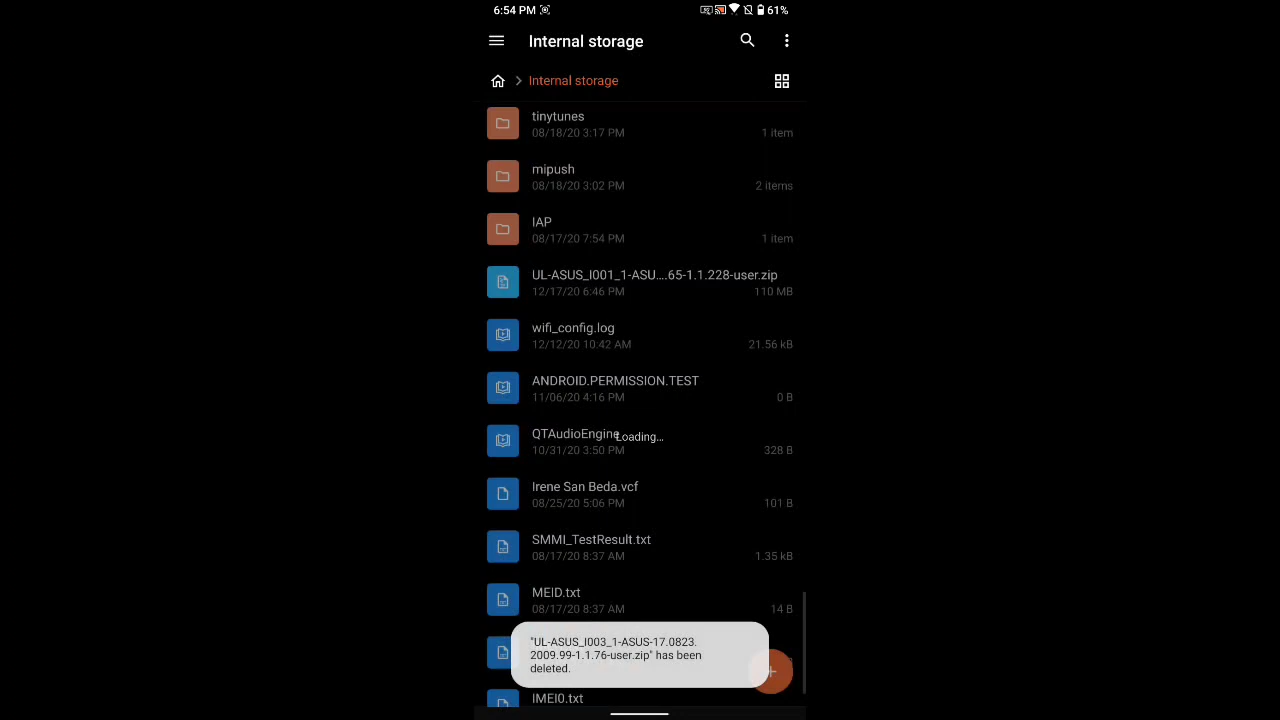 6:54 PM
61%
Internal storage
Internal storage
tinytunes
08/18/20 3:17 PM 1 item
mipush
08/18/20 3:02 PM 2 items
IAP
08/17/20 7:54 PM 1 item
UL-ASUS_I001_1-ASU....65-1.1.228-user.zip
12/17/20 6:46 PM 110 MB
wifi_config.log
12/12/20 10:42 AM 21.56 kB
ANDROID.PERMISSION.TEST
11/06/20 4:16 PM 0 B
QTAudioEngine
Loading...
10/31/20 3:50 PM 328 B
Irene San Beda.vcf
08/25/20 5:06 PM 101 B
SMMI_TestResult.txt
08/17/20 8:37 AM 1.35 kB
MEID.txt
08/17/20 8:37 AM 14 B
"UL-ASUS_I003_1-ASUS-17.0823.
2009.99-1.1.76-user.zip" has been
deleted.
IMEI0.txt